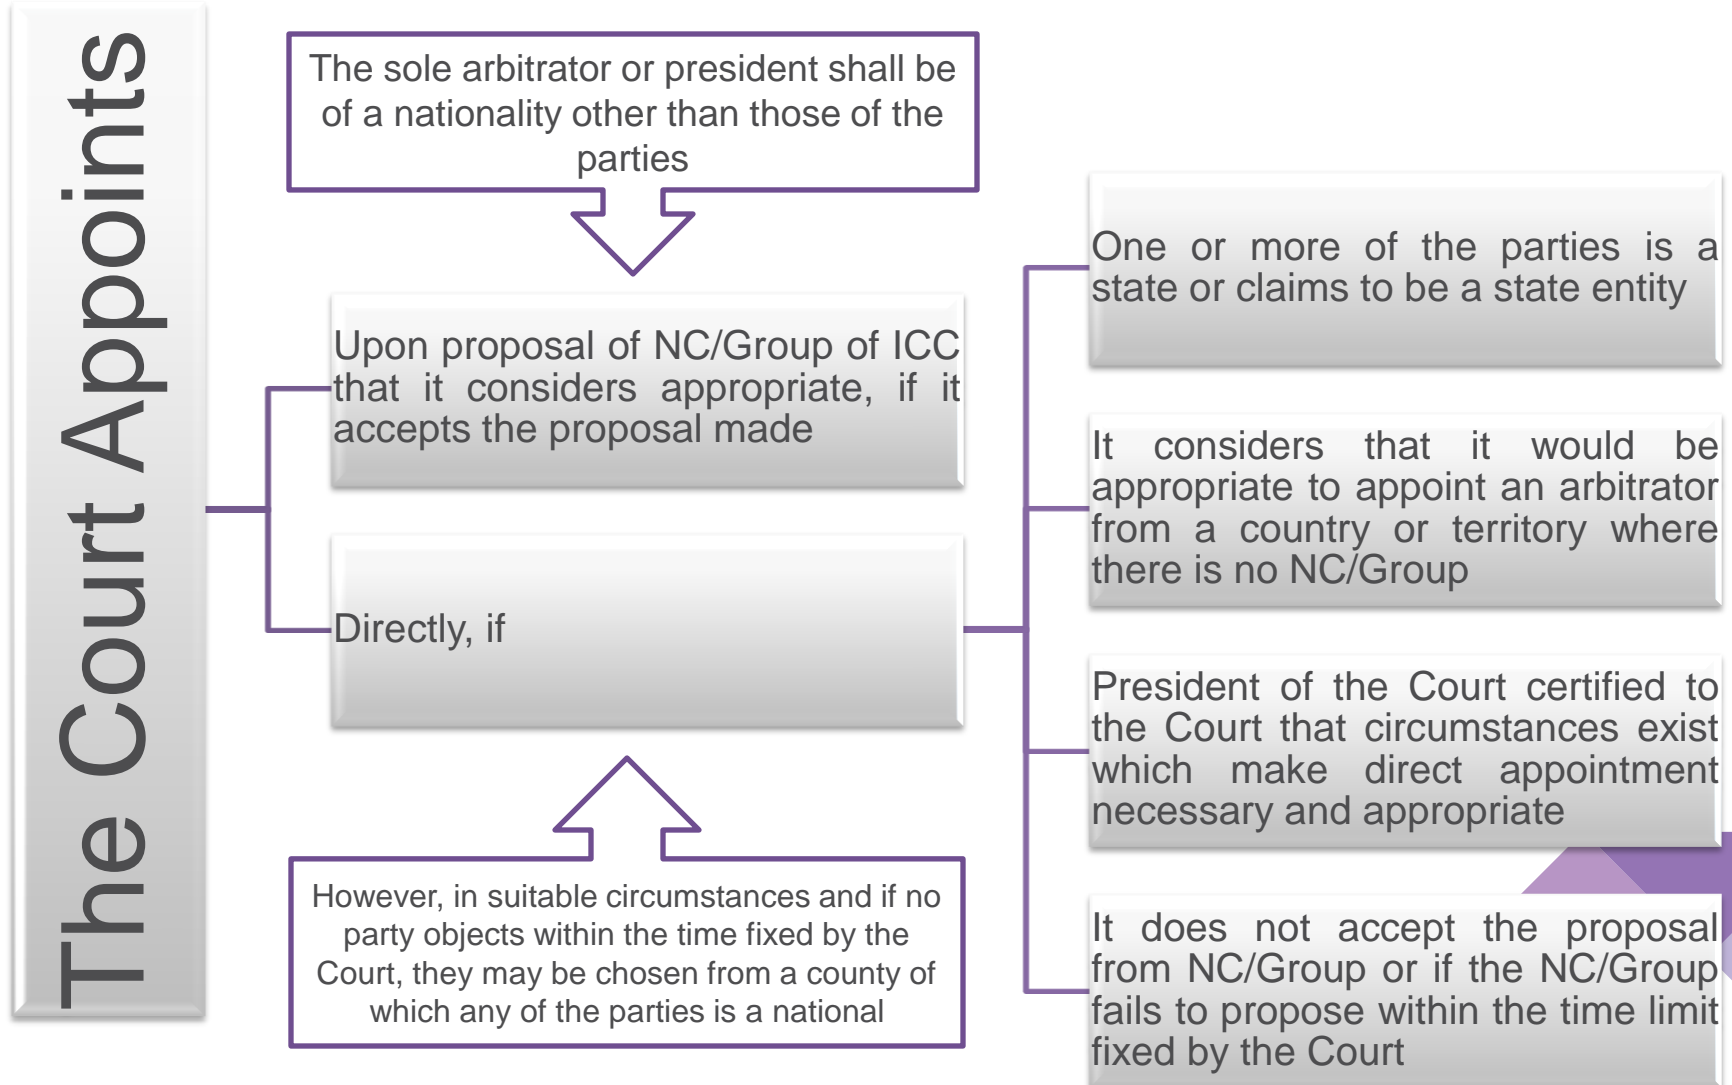 The Court Appoints
The sole arbitrator or president shall be
of a nationality other than those of the
parties
Upon proposal of NC/Group of ICC
that it considers appropriate, if it
accepts the proposal made
Directly, if
However, in suitable circumstances and if no
party objects within the time fixed by the
Court, they may be chosen from a county of
which any of the parties is a national
One or more of the parties is a
state or claims to be a state entity
It considers that it would be
appropriate to appoint an arbitrator
from a country or territory where
there is no NC/Group
President of the Court certified to
the Court that circumstances exist
which make direct appointment
necessary and appropriate
It does not accept the proposal
from NC/Group or if the NC/Group
fails to propose within the time limit
fixed by the Court